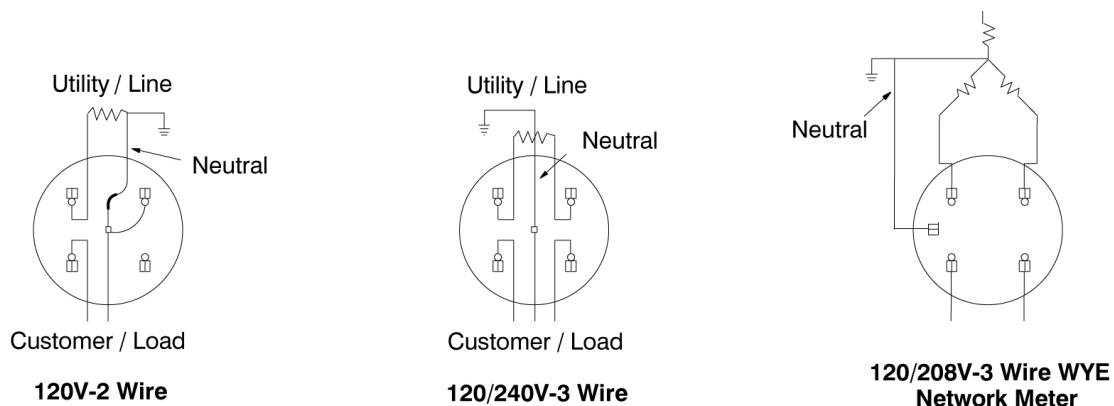 Utility / Line
Neutral
Customer / Load
120V-2 Wire
Utility / Line
Neutral
Customer / Load
120/240V-3 Wire
Neutral
120/208V-3 Wire WYE
Network Meter